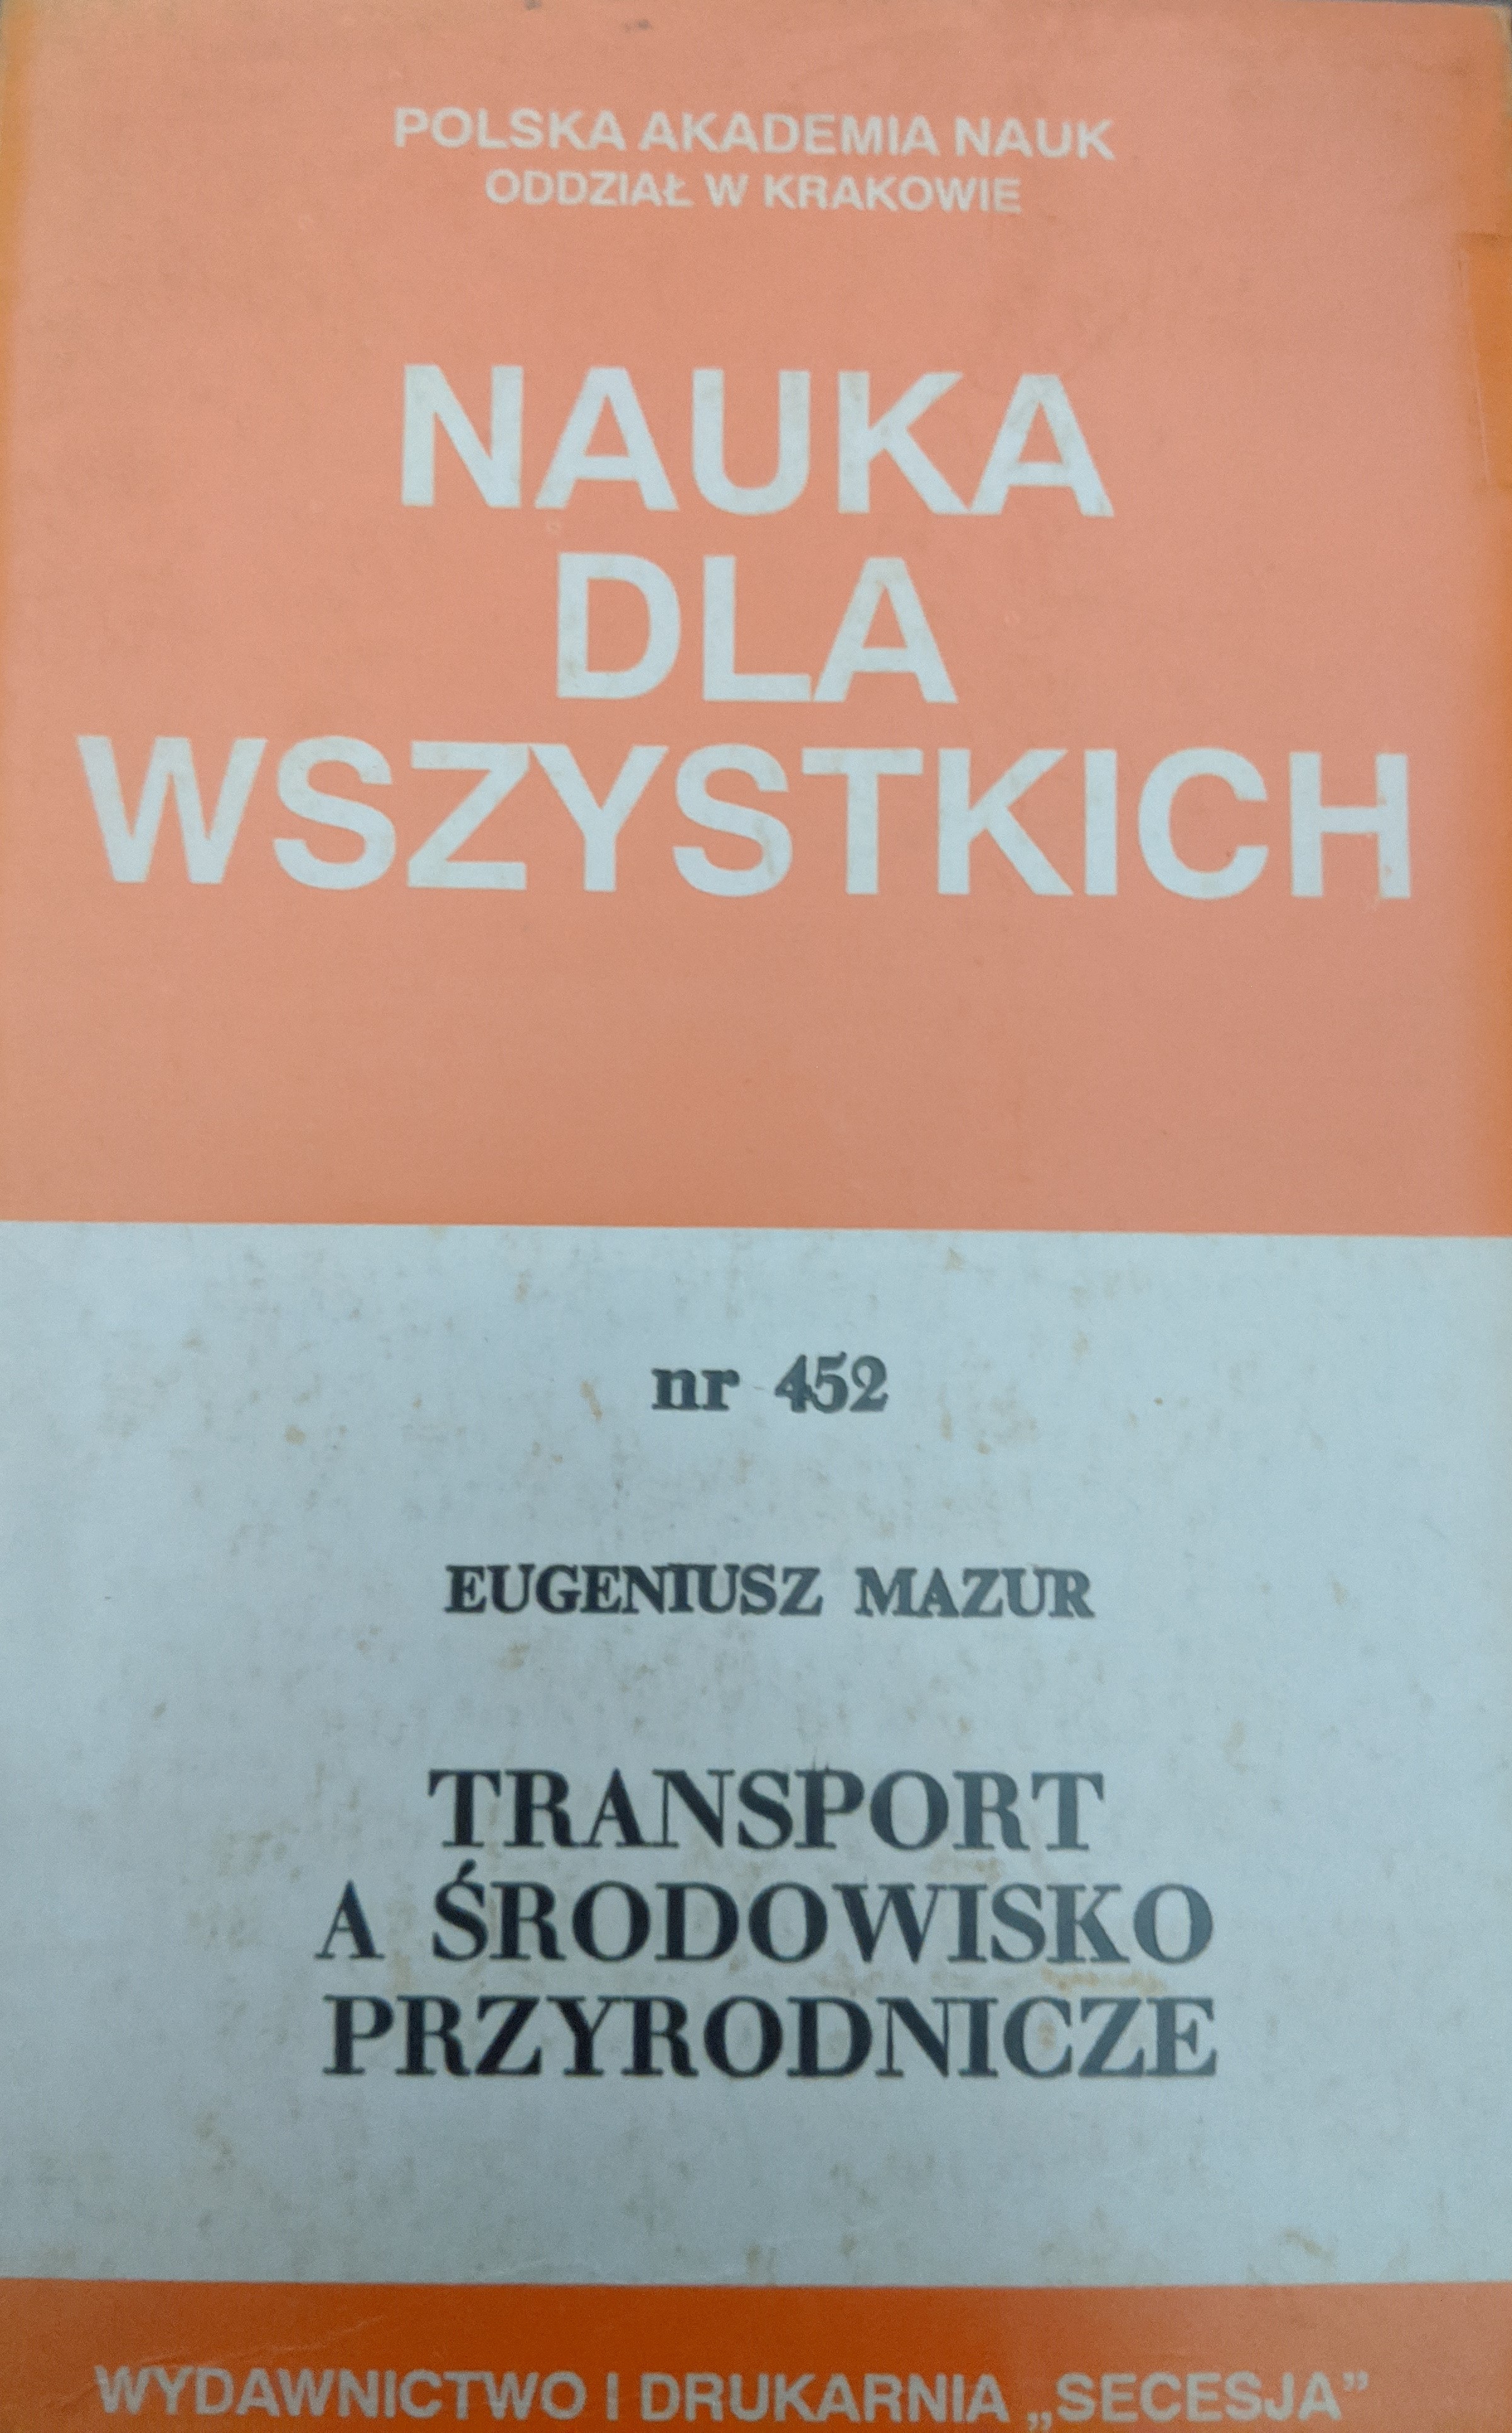 POLSKA AKADEMIA NAUK
ODDZIAŁ W KRAKOWIE
NAUKA
DLA
WSZYSTKICH
nr 452
EUGENIUSZ MAZUR
TRANSPORT
A ŚRODOWISKO
PRZYRODNICZE
WYDAWNICTWO I DRUKARNIA „SECESJA”